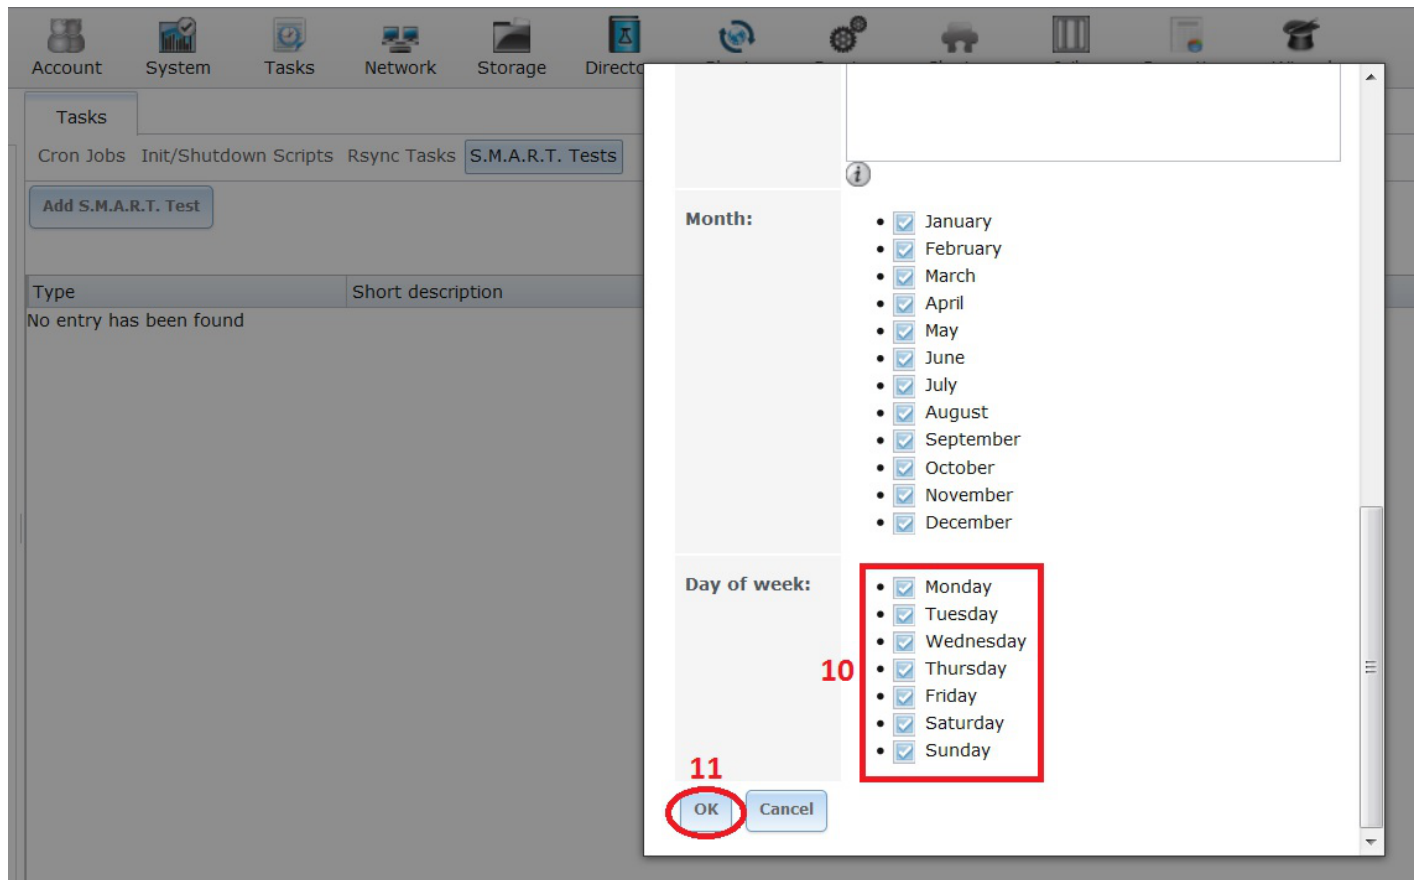 Account System Tasks Network Storage
Tasks
Cron Jobs Init/Shutdown Scripts Rsync Tasks S.M.A.R.T. Tests
Add S.M.A.R.T. Test
Type Short description
No entry has been found
i
Month:
January
February
March
April
May
June
July
August
September
October
November
December
Day of week:
10
Monday
Tuesday
Wednesday
Thursday
Friday
Saturday
Sunday
11
OK Cancel